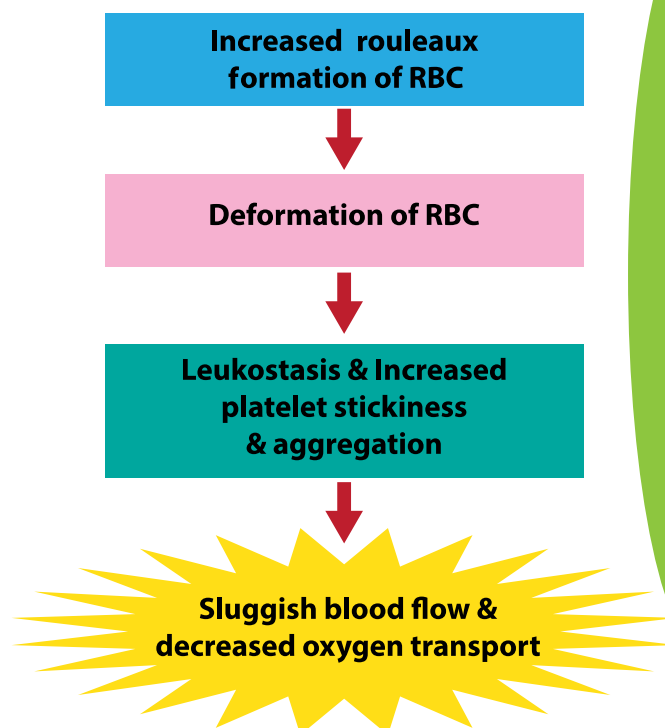 Increased rouleaux
formation of RBC
Deformation of RBC
Leukostasis & Increased
platelet stickiness
& aggregation
Sluggish blood flow &
decreased oxygen transport